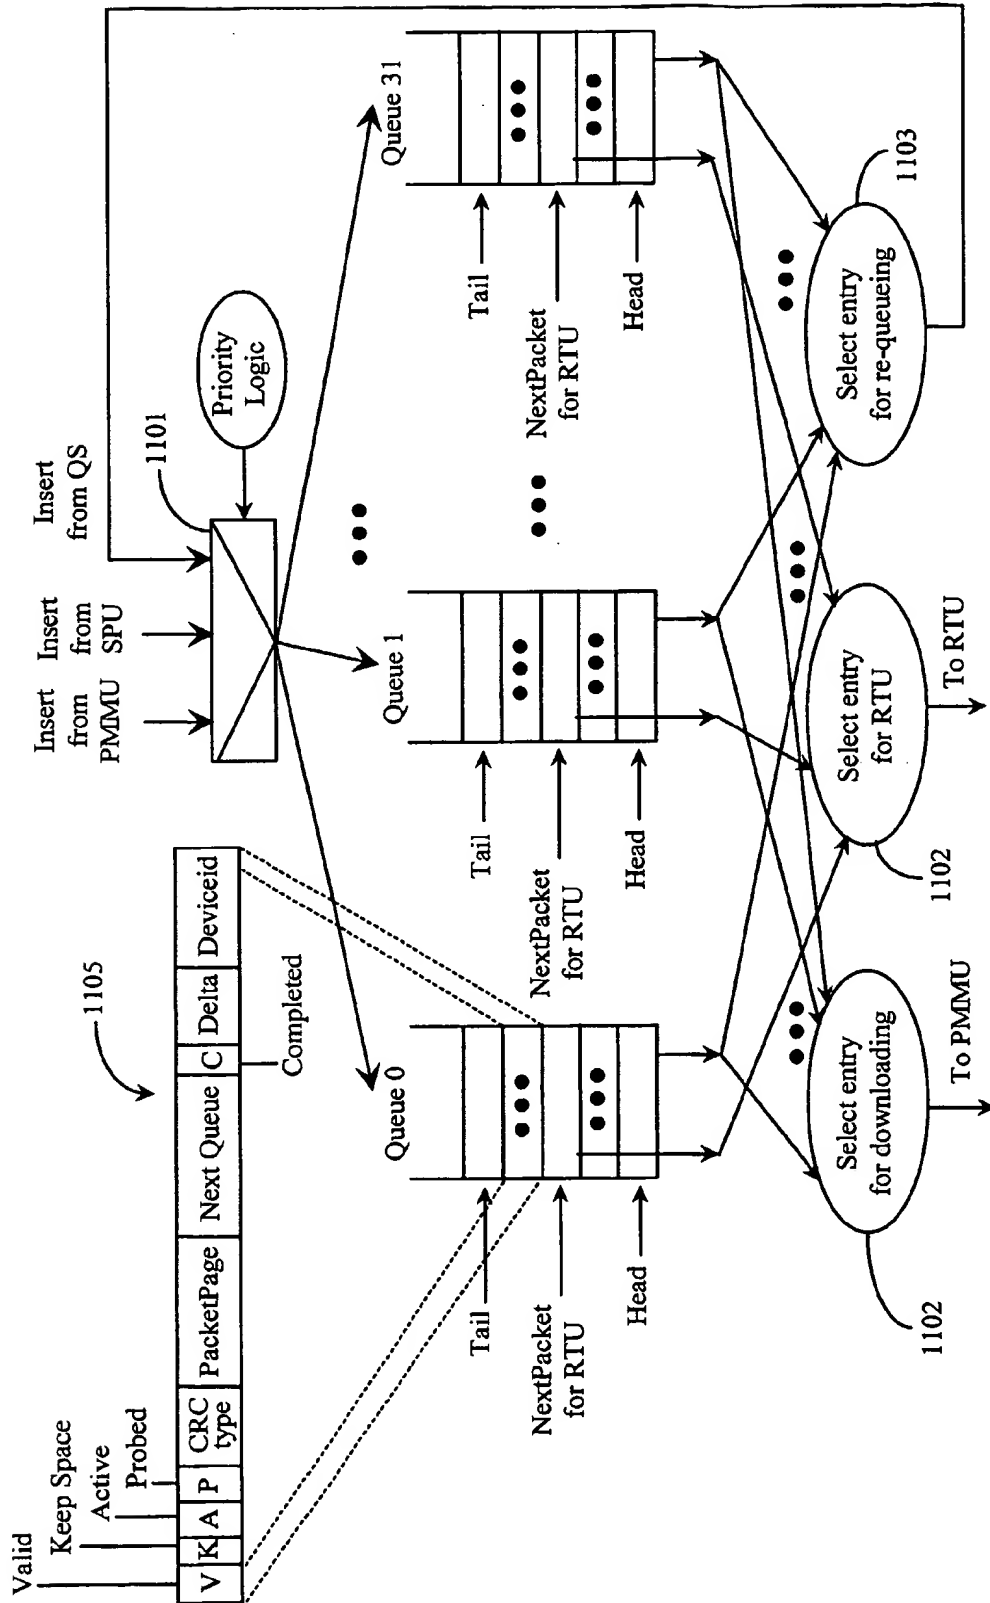 Valid
Keep Space
Active
Probed
V
K
A
P
CRC
type
PacketPage
Next Queue
C
Delta
Deviceid
Completed
1105
Insert
from
PMMU
Insert
from
SPU
Insert
from QS
1101
Priority
Logic
Queue 0
Queue 1
Queue 31
Tail
NextPacket
for RTU
Head
Tail
NextPacket
for RTU
Head
Tail
NextPacket
for RTU
Head
Select entry
for downloading
1102
To PMMU
Select entry
for RTU
1102
To RTU
Select entry
for re-queueing
1103